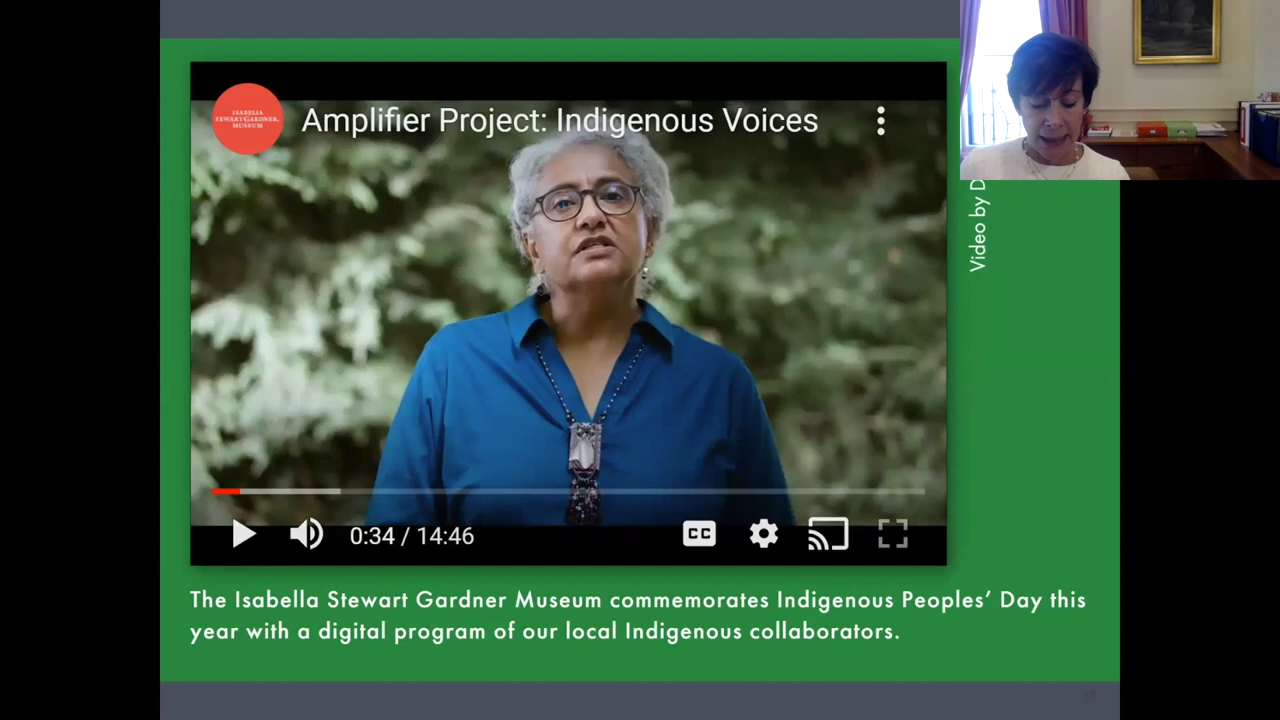 ISABELLA
STEWART GARDNER
MUSEUM
Amplifier Project: Indigenous Voices
Video by D
0:34 / 14:46
CC
The Isabella Stewart Gardner Museum commemorates Indigenous Peoples’ Day this
year with a digital program of our local Indigenous collaborators.